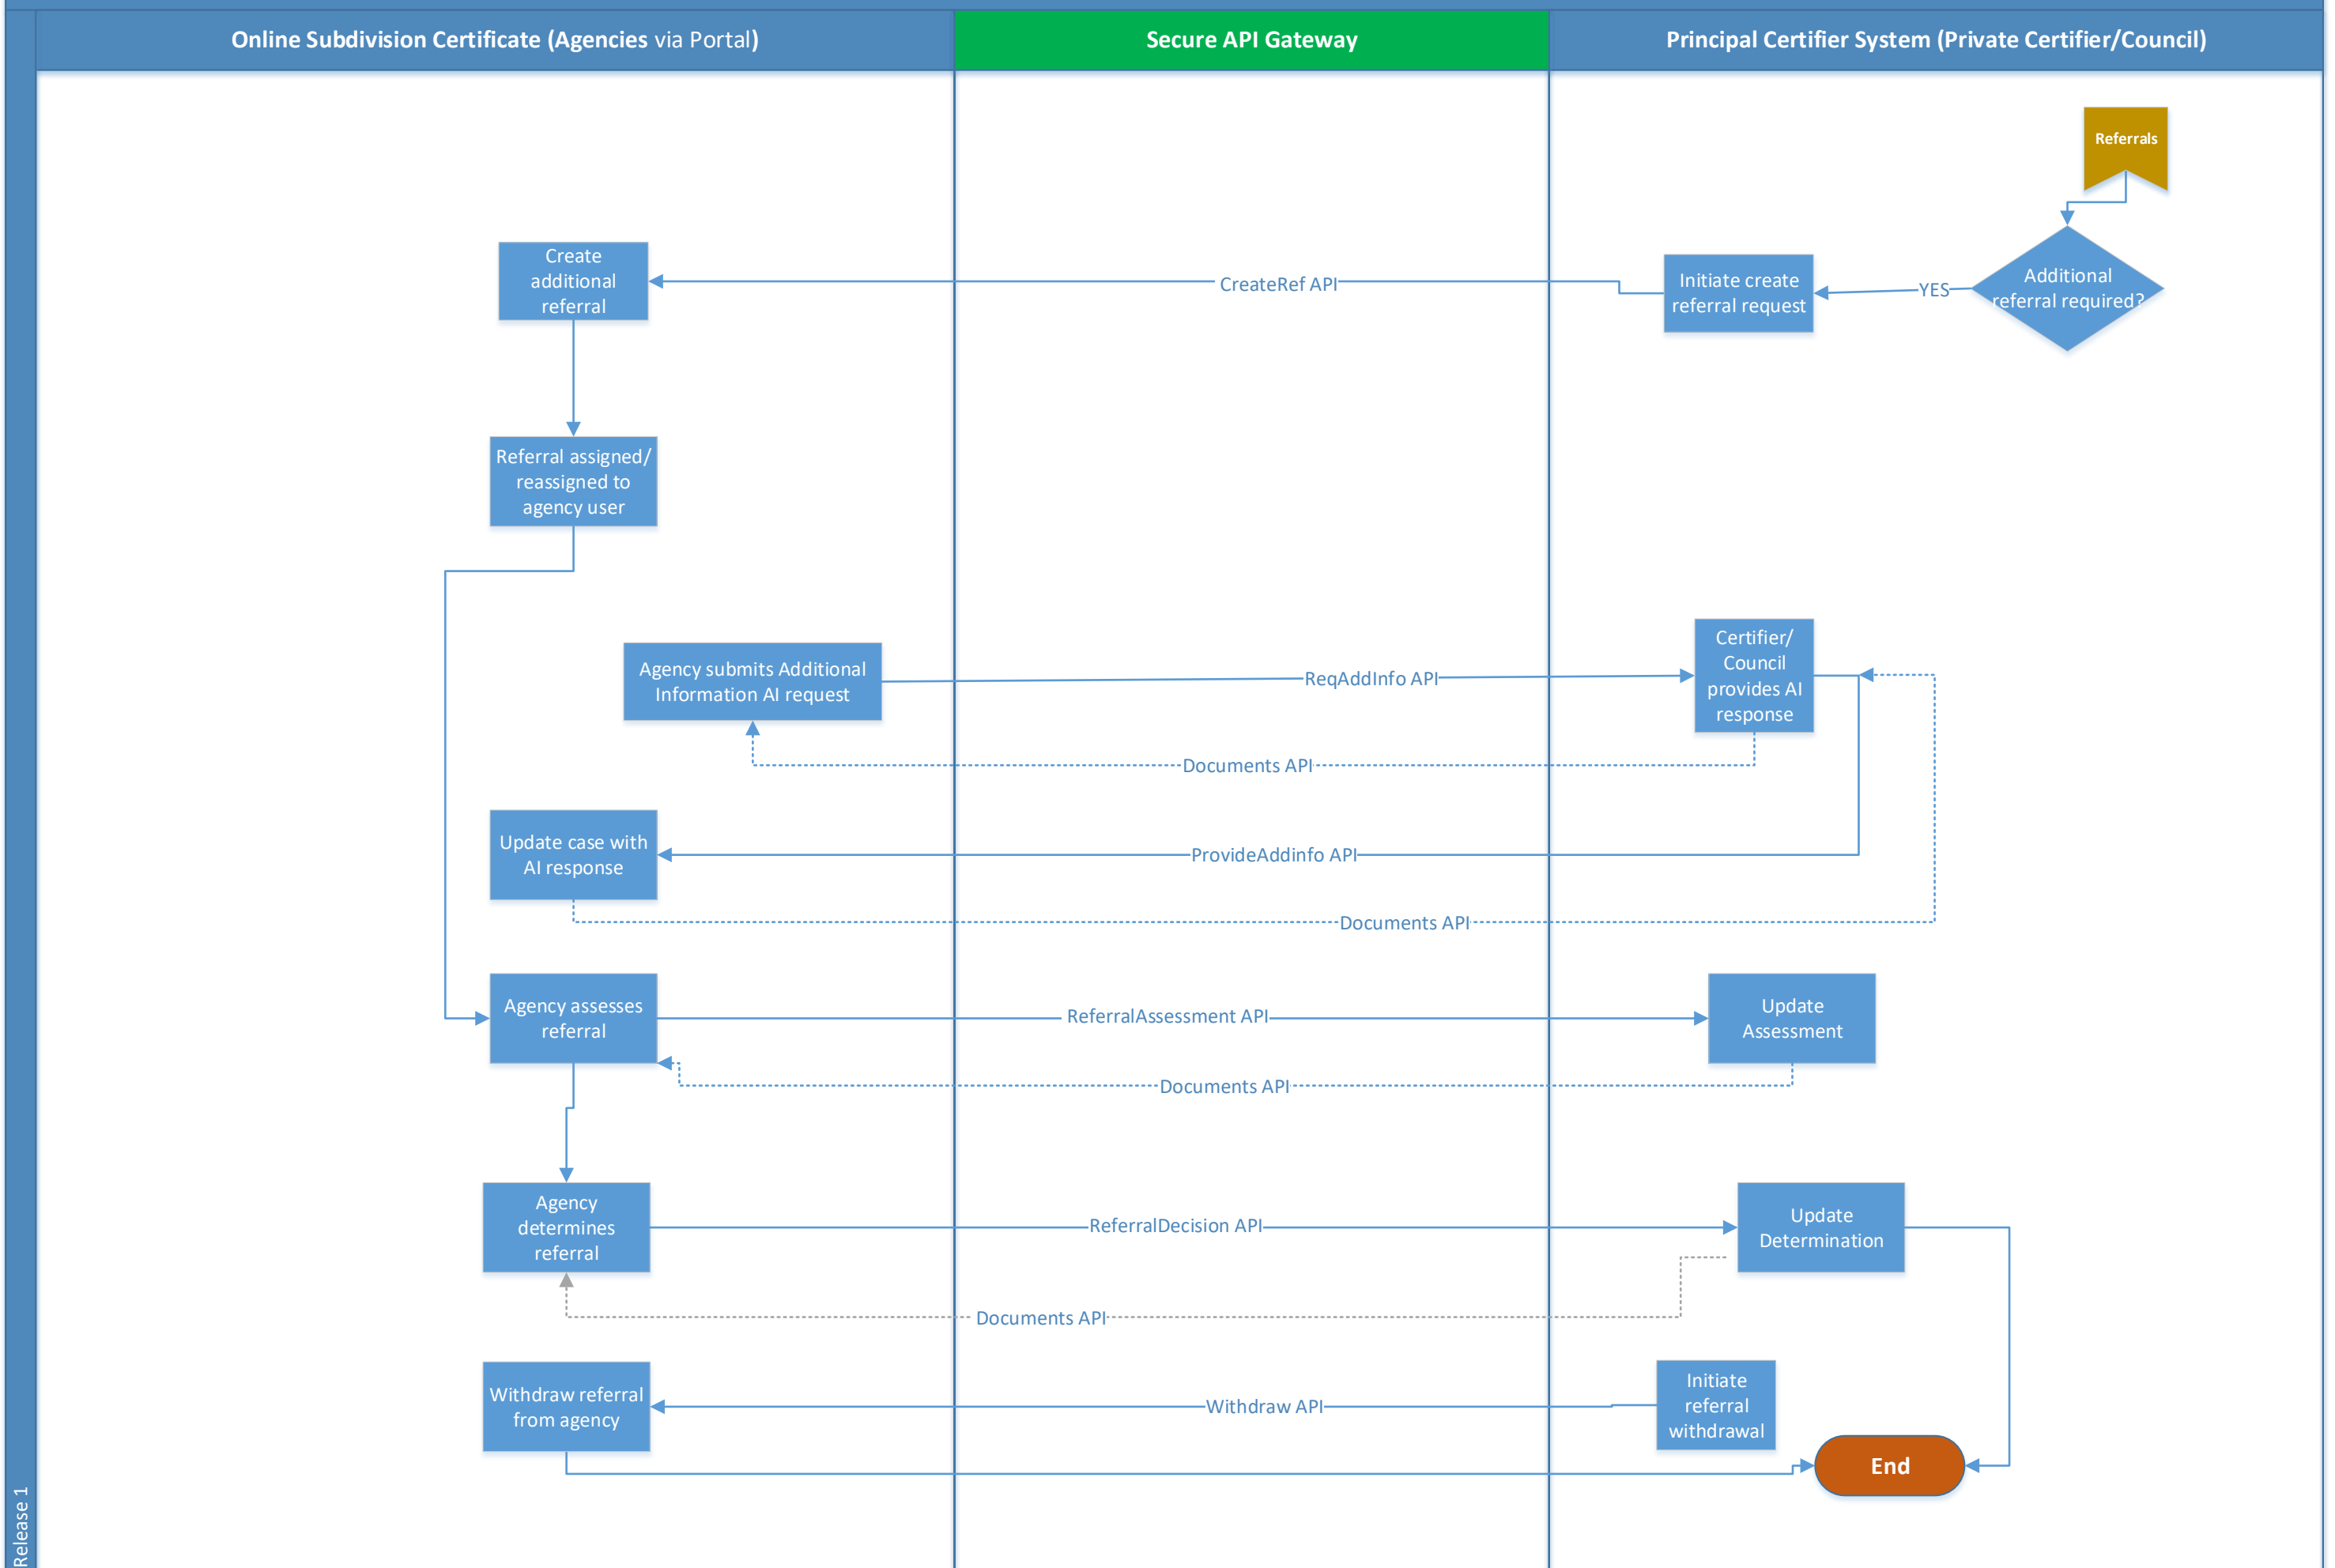 Online Subdivision Certificate (Agencies via Portal)
Secure API Gateway
Principal Certifier System (Private Certifier/Council)
Referrals
Create
additional
referral
CreateRef API
Initiate create
referral request
YES
Additional
referral required?
Referral assigned/
reassigned to
agency user
Agency submits Additional
Information AI request
ReqAddInfo API
Certifier/
Council
provides AI
response
Documents API
Update case with
AI response
ProvideAddinfo API
Documents API
Agency assesses
referral
ReferralAssessment API
Update
Assessment
Documents API
Agency
determines
referral
ReferralDecision API
Update
Determination
Documents API
Withdraw referral
from agency
Withdraw API
Initiate
referral
withdrawal
End
Release 1